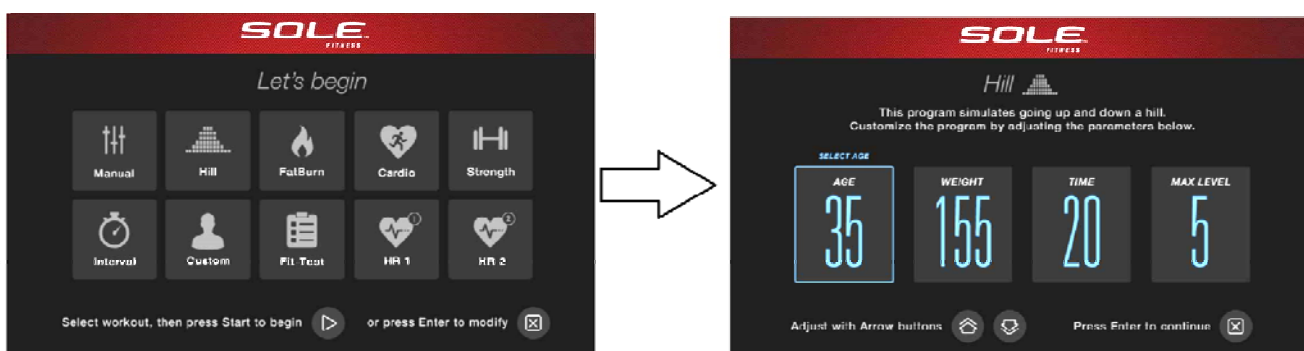 SOLE
FITNESS
Let's begin
Manual
Hill
FatBurn
Cardio
Strength
Interval
Custom
Fit-Test
1
HR 1
2
HR 2
Select workout, then press Start to begin
or press Enter to modify
SOLE
FITNESS
Hill
This program simulates going up and down a hill.
Customize the program by adjusting the parameters below.
SELECT AGE
AGE
35
WEIGHT
155
TIME
20
MAX LEVEL
5
Adjust with Arrow buttons
Press Enter to continue